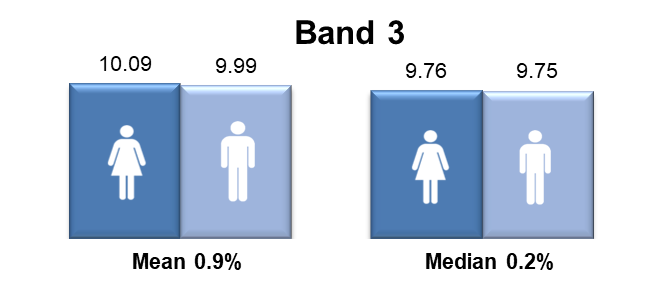 Band 3
10.09 9.99
9.76 9.75
Mean 0.9%
Median 0.2%